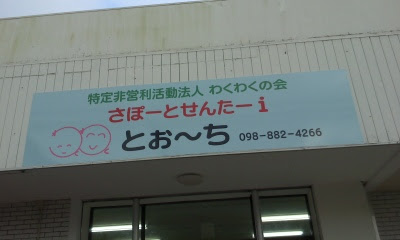 特定非営利活動法人 わくわくの会
さぽーとせんたーi
とぉ〜ち 098-882-4266